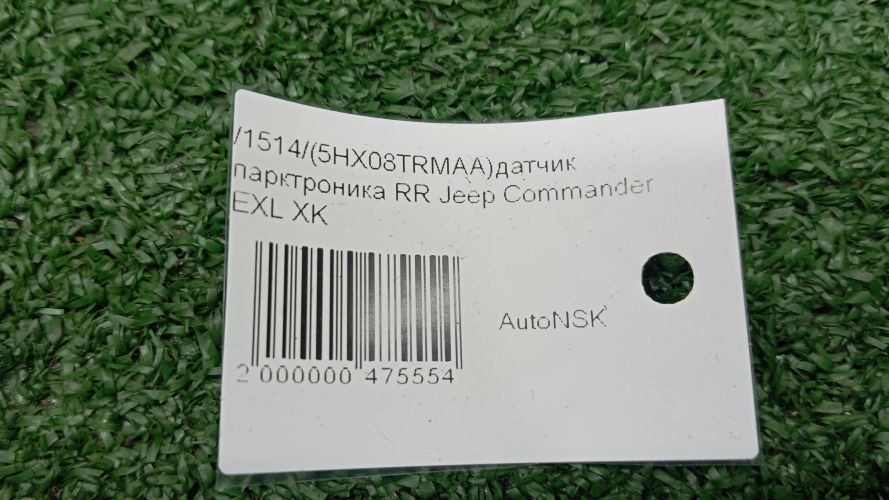 /1514/(5HX08TRMAA)датчик
парктроника RR Jeep Commander
EXL XK
AutoNSK
2 000000 475554